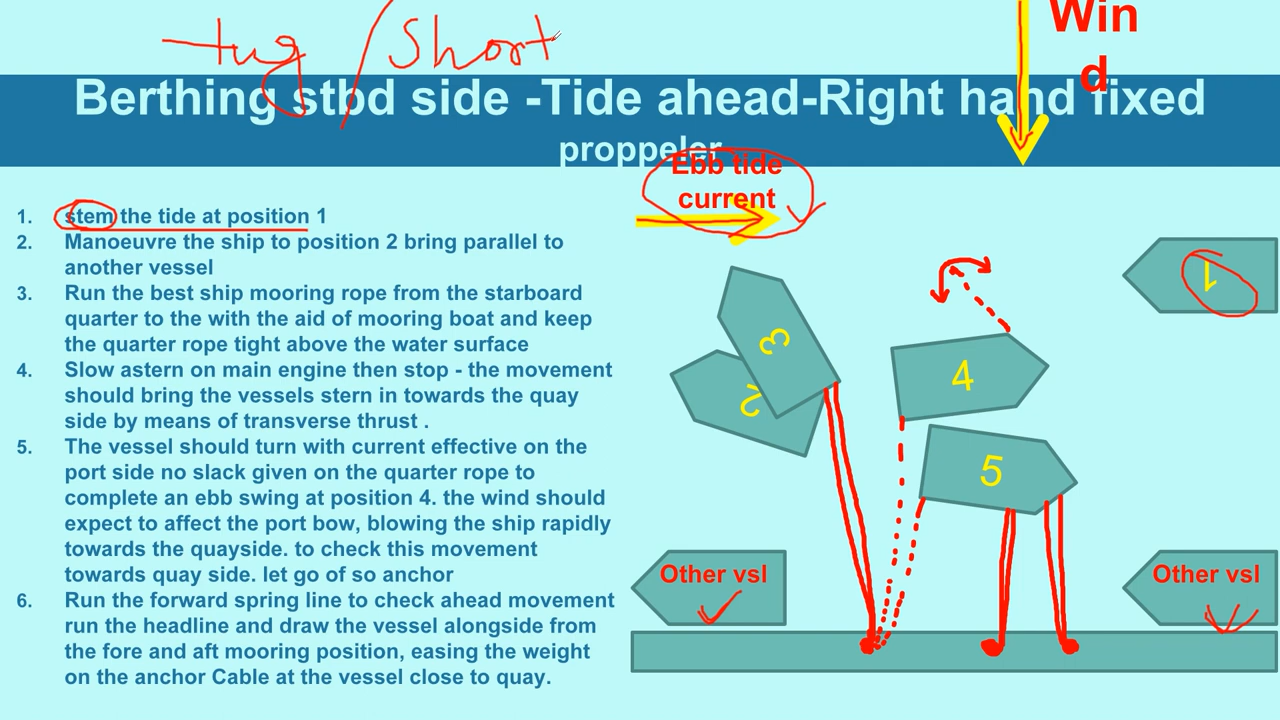 tug / Short
Win
d
Berthing stbd side -Tide ahead-Right hand fixed
proppeler
Ebb tide
current
1. stem the tide at position 1
2. Manoeuvre the ship to position 2 bring parallel to
another vessel
3. Run the best ship mooring rope from the starboard
quarter to the with the aid of mooring boat and keep
the quarter rope tight above the water surface
4. Slow astern on main engine then stop - the movement
should bring the vessels stern in towards the quay
side by means of transverse thrust .
5. The vessel should turn with current effective on the
port side no slack given on the quarter rope to
complete an ebb swing at position 4. the wind should
expect to affect the port bow, blowing the ship rapidly
towards the quayside. to check this movement
towards quay side. let go of so anchor
6. Run the forward spring line to check ahead movement
run the headline and draw the vessel alongside from
the fore and aft mooring position, easing the weight
on the anchor Cable at the vessel close to quay.
1
3
2
4
5
Other vsl
Other vsl